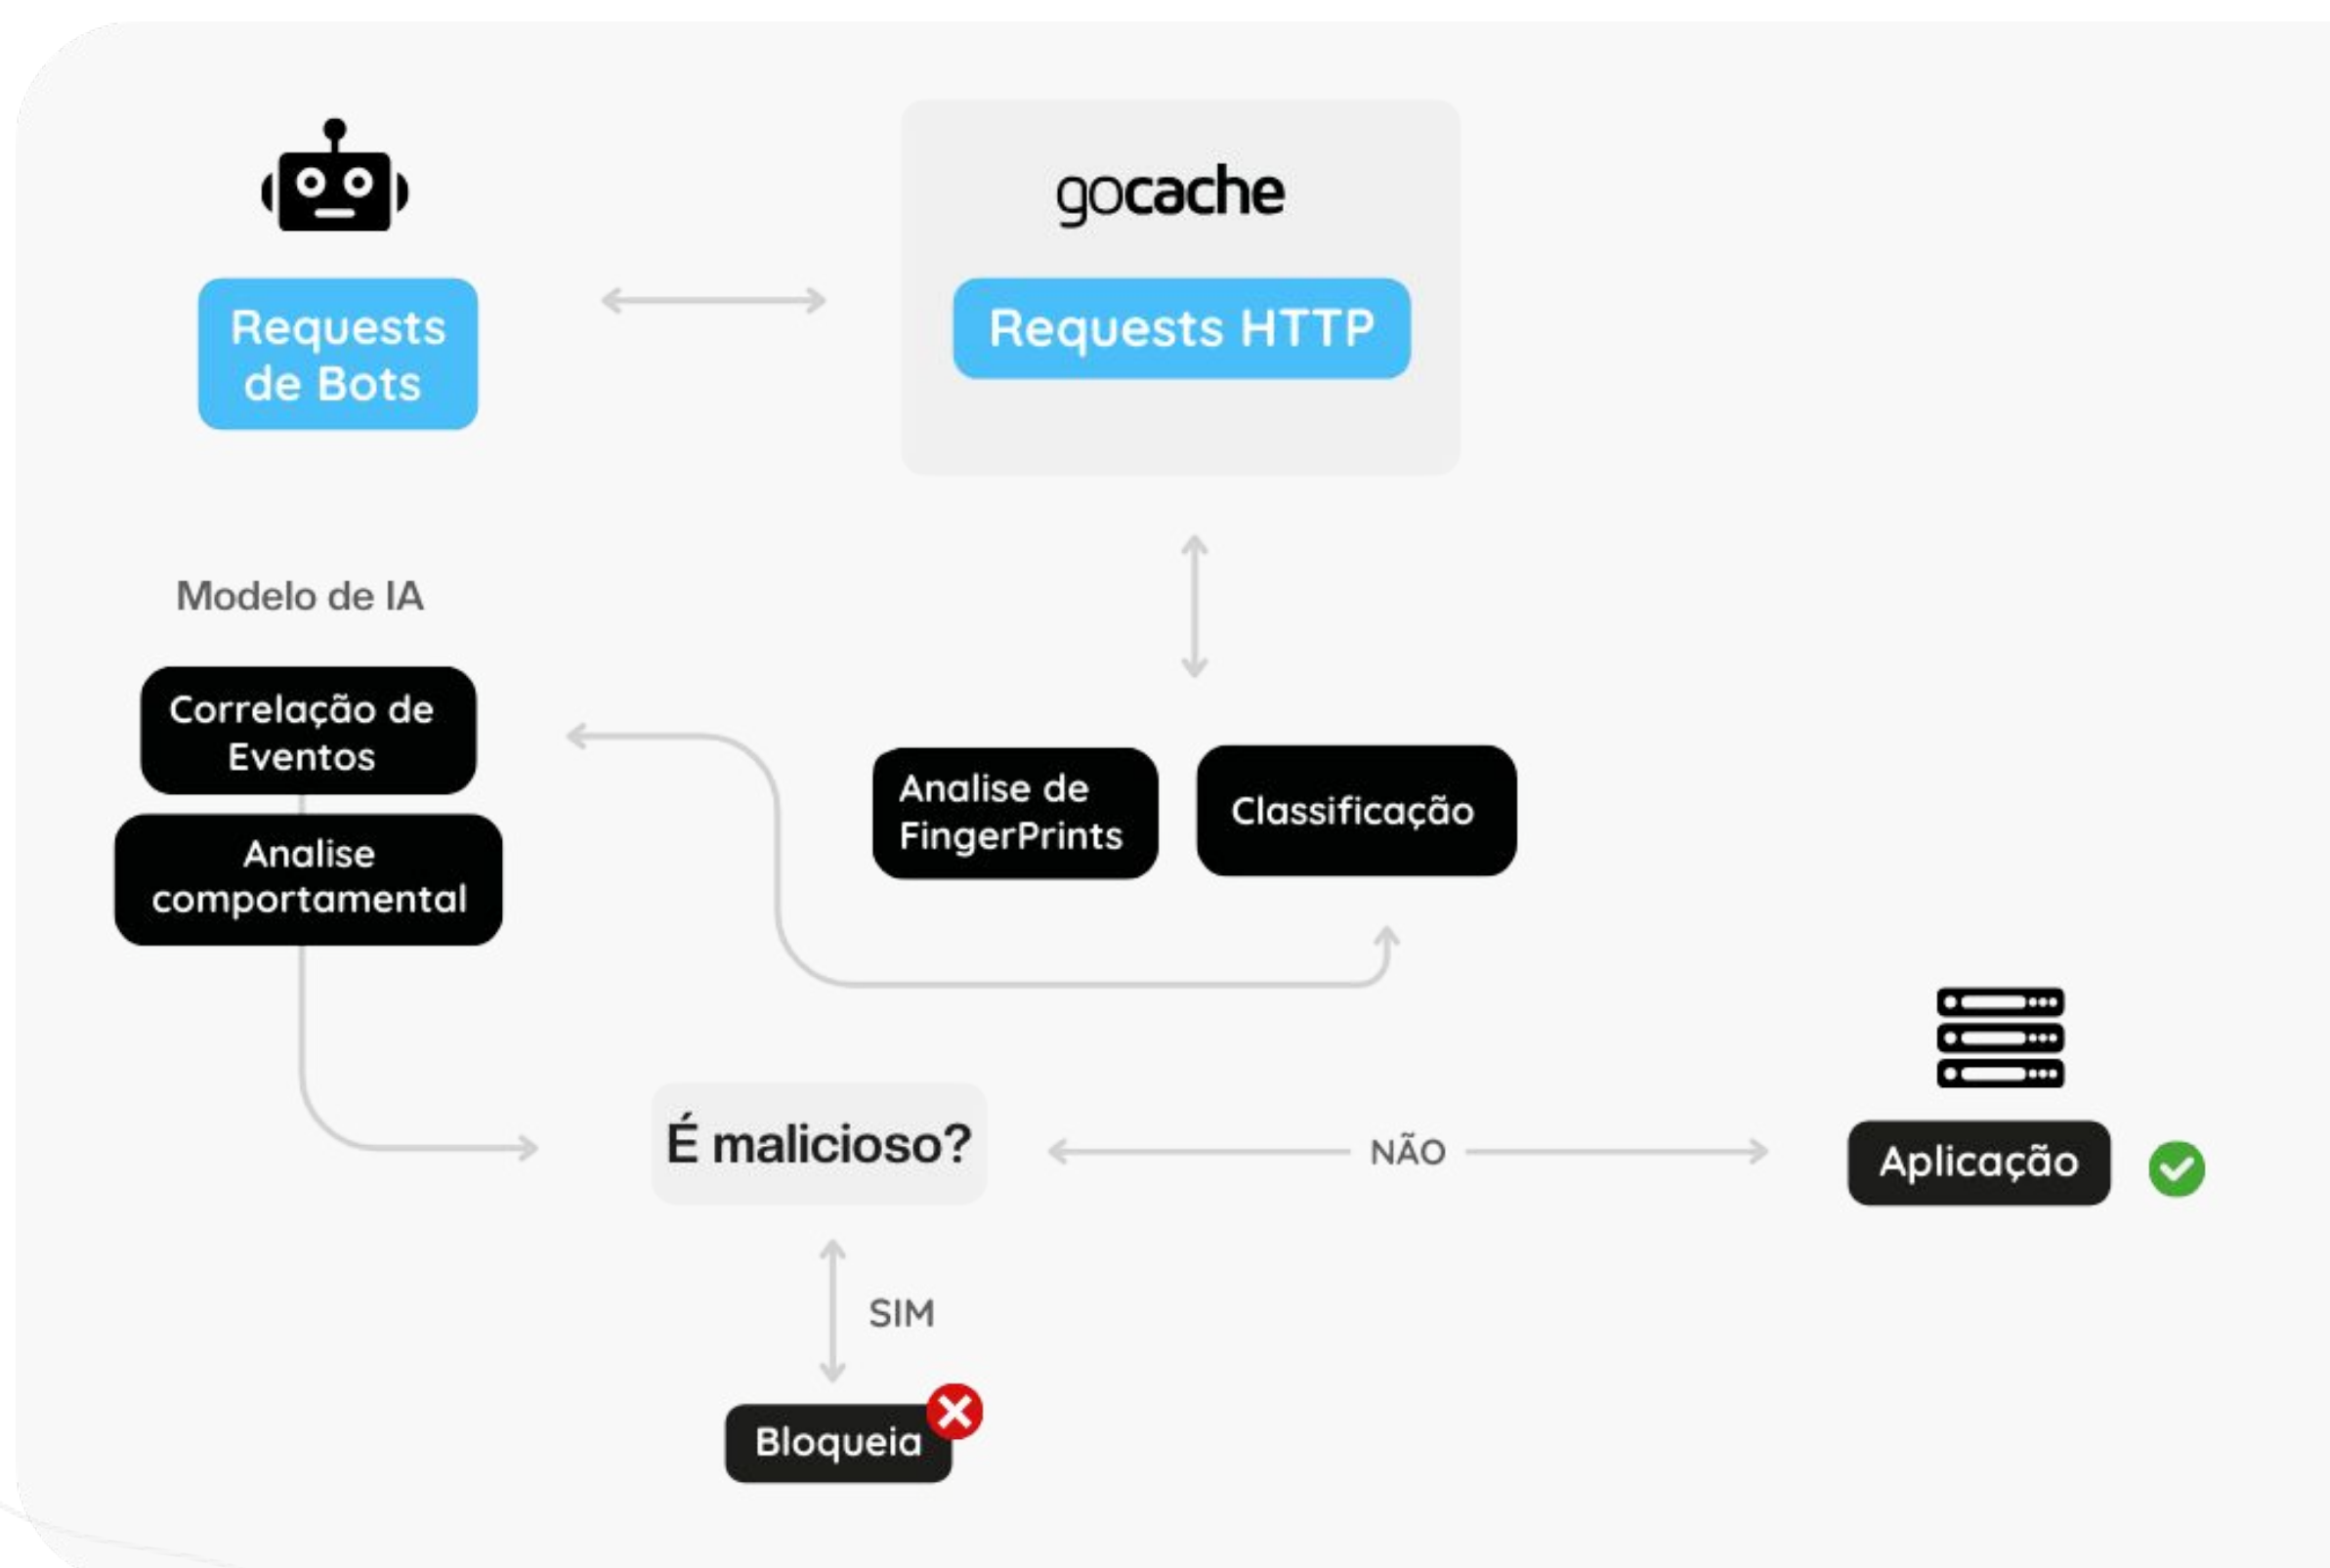 gocache
Requests
de Bots
Requests HTTP
Modelo de IA
Correlação de
Eventos
Analise
comportamental
Analise de
FingerPrints
Classificação
É malicioso?
NÃO
Aplicação
SIM
Bloqueia